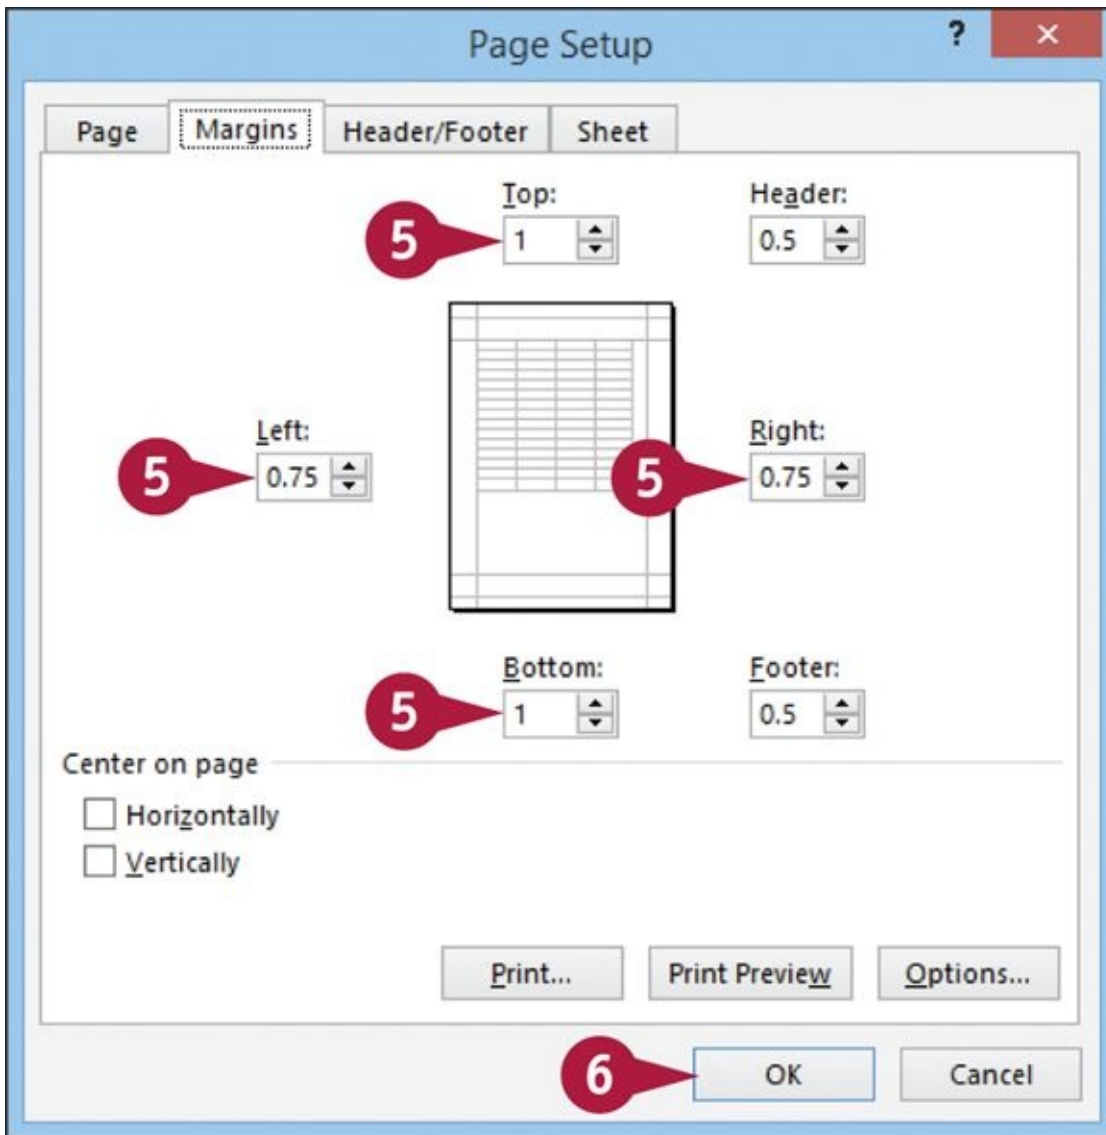 Page Setup
?
Page Margins Header/Footer Sheet
Top: Header:
5 1 0.5
Left: Right:
5 0.75 5 0.75
Bottom: Footer:
5 1 0.5
Center on page
Horizontally
Vertically
Print... Print Preview Options...
6 OK Cancel